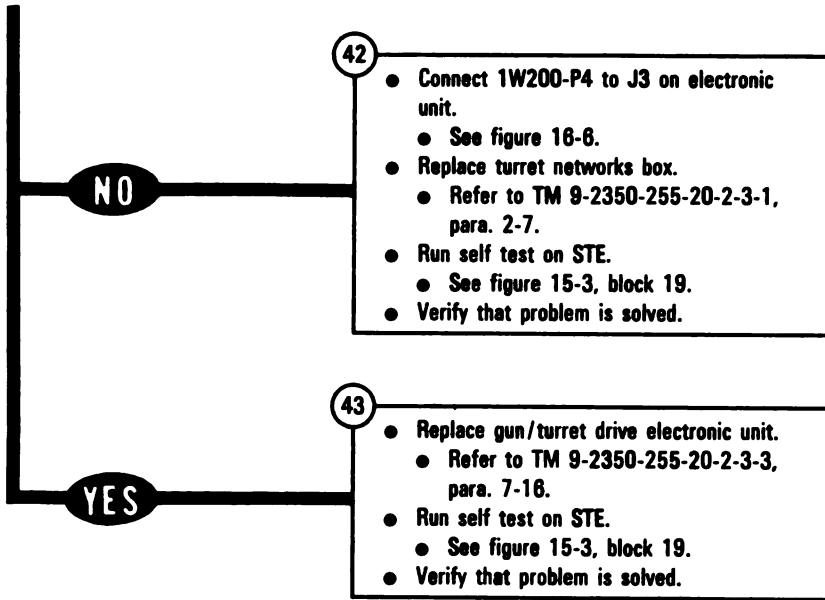 42
● Connect 1W200-P4 to J3 on electronic
unit.
● See figure 16-6.
NO
● Replace turret networks box.
● Refer to TM 9-2350-255-20-2-3-1,
para. 2-7.
● Run self test on STE.
● See figure 15-3, block 19.
● Verify that problem is solved.
43
● Replace gun/turret drive electronic unit.
● Refer to TM 9-2350-255-20-2-3-3,
para. 7-16.
YES
● Run self test on STE.
● See figure 15-3, block 19.
● Verify that problem is solved.